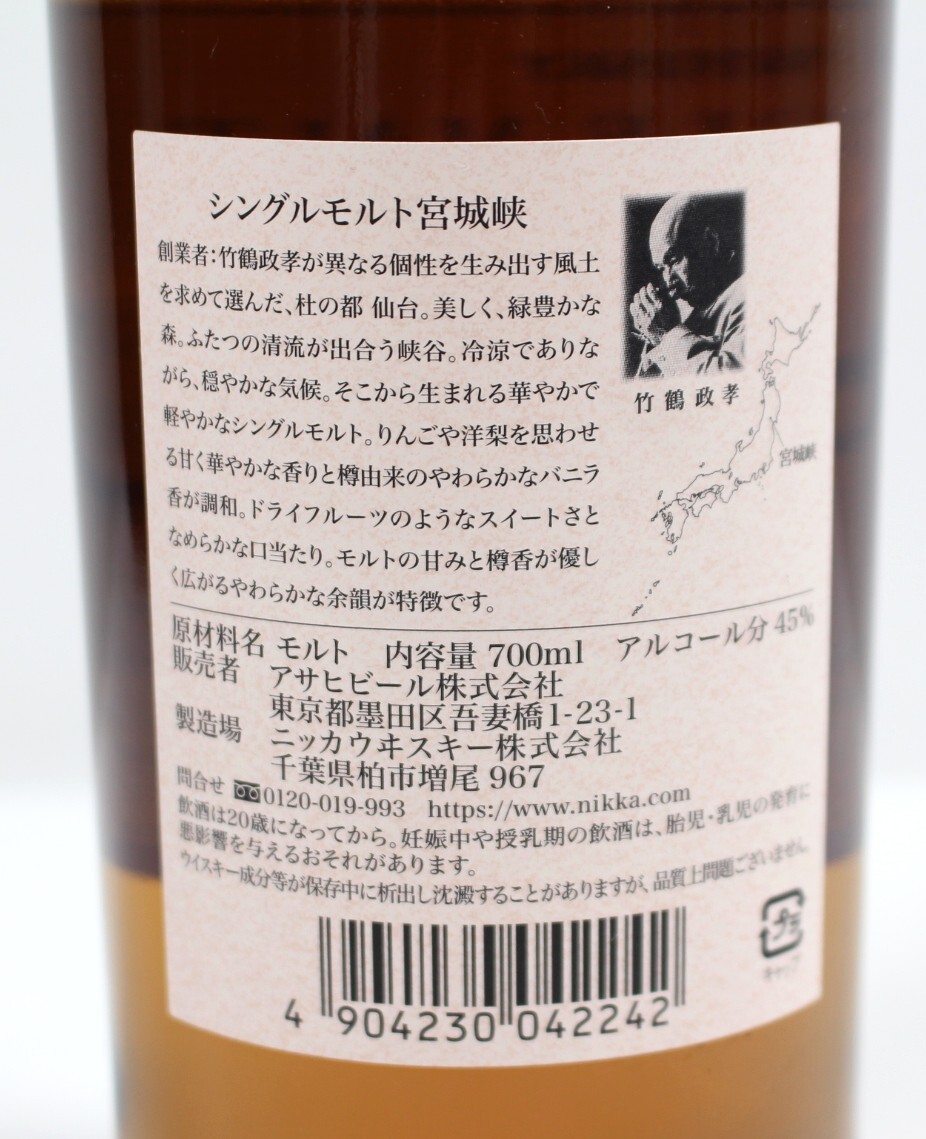 シングルモルト宮城峡
創業者：竹鶴政孝が異なる個性を生み出す風土
を求めて選んだ、杜の都 仙台。美しく、緑豊かな
森。ふたつの清流が出合う峡谷。冷涼でありな
がら、穏やかな気候。そこから生まれる華やかで
軽やかなシングルモルト。りんごや洋梨を思わせ
る甘く華やかな香りと樽由来のやわらかなバニラ
香が調和。ドライフルーツのようなスイートさと
なめらかな口当たり。モルトの甘みと樽香が優し
く広がるやわらかな余韻が特徴です。
竹鶴政孝
宮城峡
原材料名 モルト 内容量 700ml アルコール分 45%
販売者 アサヒビール株式会社
東京都墨田区吾妻橋1-23-1
製造場 ニッカウヰスキー株式会社
千葉県柏市増尾 967
問合せ 0120-019-993 https://www.nikka.com
飲酒は20歳になってから。妊娠中や授乳期の飲酒は、胎児・乳児の発育に
悪影響を与えるおそれがあります。
ウイスキー成分等が保存中に析出し沈澱することがありますが、品質上問題ございません。
プラ
キャップ
4 904230 042242